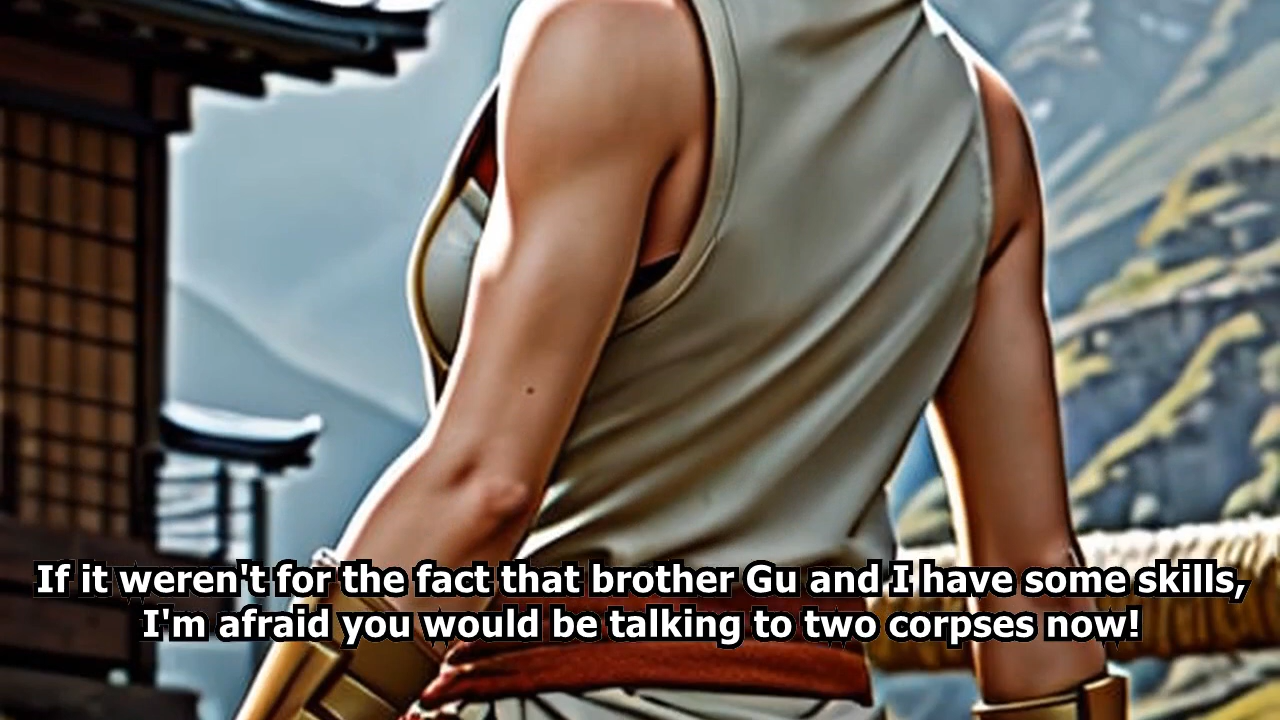 If it weren't for the fact that brother Gu and I have some skills,
I'm afraid you would be talking to two corpses now!